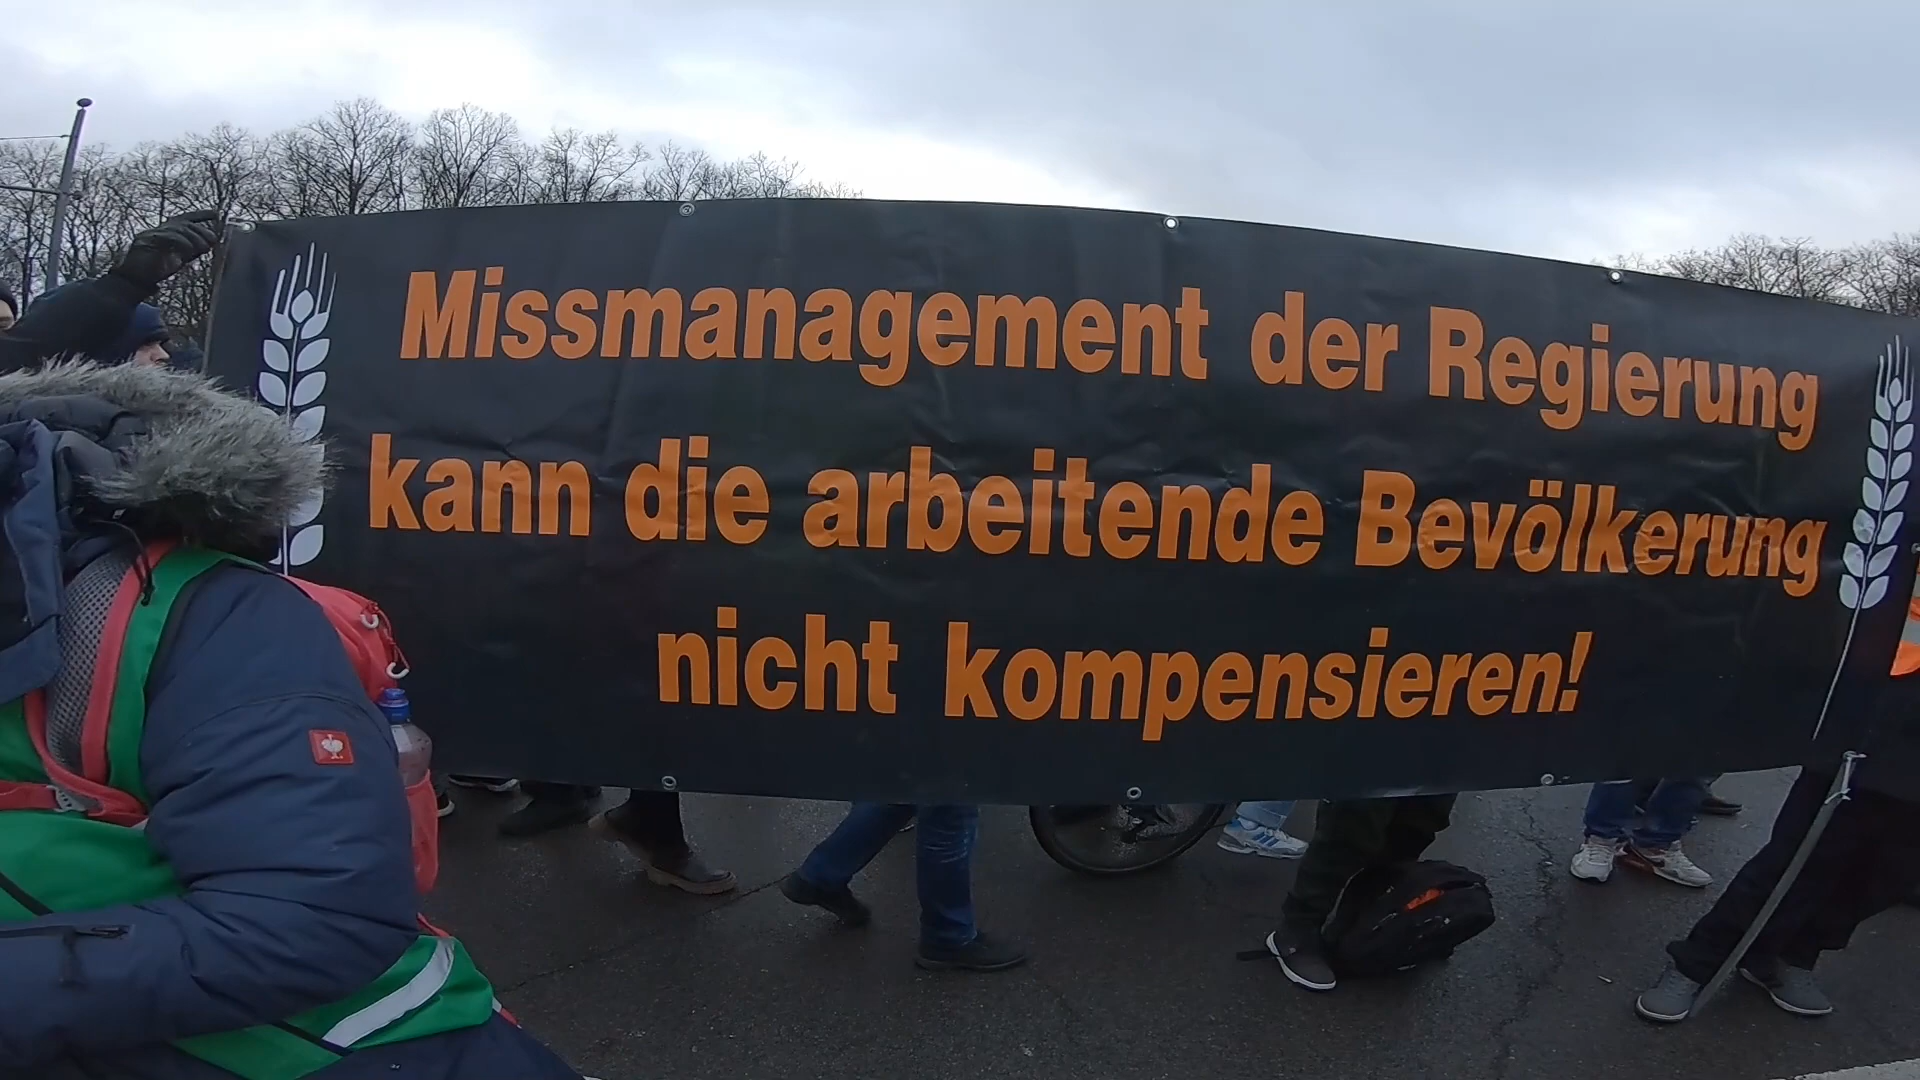 Missmanagement der Regierung
kann die arbeitende Bevölkerung
nicht kompensieren!